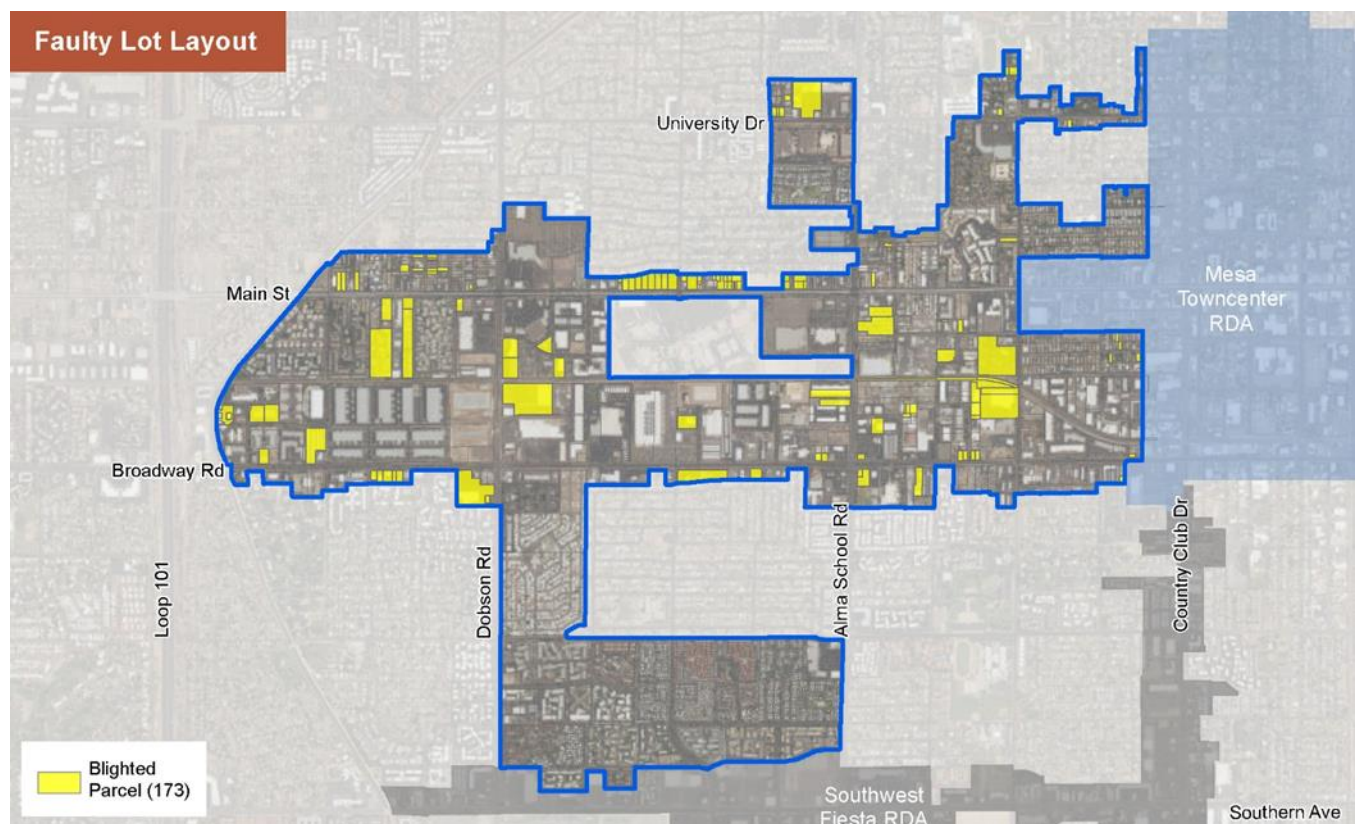 Faulty Lot Layout
University Dr
Main St
Mesa
Towncenter
RDA
Broadway Rd
Loop 101
Dobson Rd
Alma School Rd
Country Club Dr
Blighted
Parcel (173)
Southwest
Fiesta RDA
Southern Ave